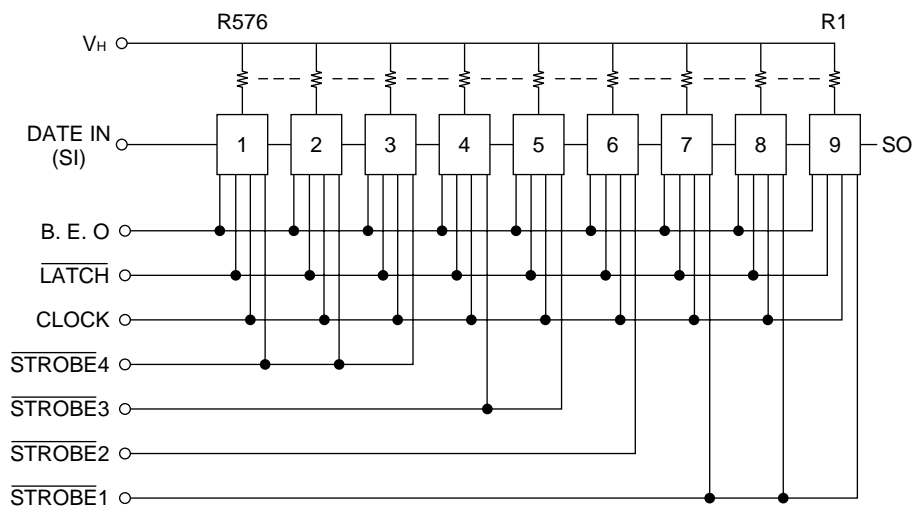 R576 R1
VH
DATE IN
(SI)
1 2 3 4 5 6 7 8 9 SO
B. E. O
LATCH
CLOCK
STROBE4
STROBE3
STROBE2
STROBE1